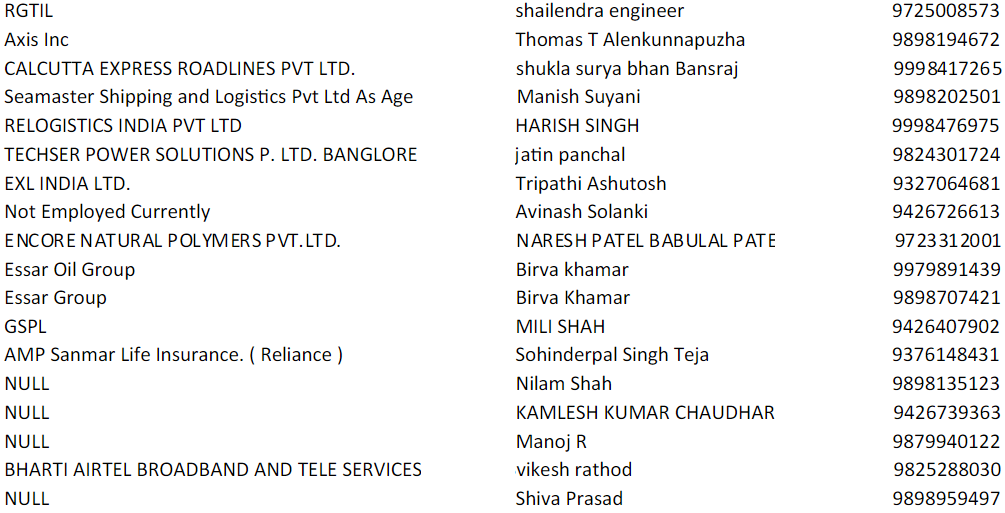 RGTIL shailendra engineer 9725008573
Axis Inc Thomas T Alenkunnapuzha 9898194672
CALCUTTA EXPRESS ROADLINES PVT LTD. shukla surya bhan Bansraj 9998417265
Seamaster Shipping and Logistics Pvt Ltd As Age Manish Suyani 9898202501
RELOGISTICS INDIA PVT LTD HARISH SINGH 9998476975
TECHSER POWER SOLUTIONS P. LTD. BANGLORE jatin panchal 9824301724
EXL INDIA LTD. Tripathi Ashutosh 9327064681
Not Employed Currently Avinash Solanki 9426726613
ENCORE NATURAL POLYMERS PVT.LTD. NARESH PATEL BABULAL PATE 9723312001
Essar Oil Group Birva khamar 9979891439
Essar Group Birva Khamar 9898707421
GSPL MILI SHAH 9426407902
AMP Sanmar Life Insurance. ( Reliance ) Sohinderpal Singh Teja 9376148431
NULL Nilam Shah 9898135123
NULL KAMLESH KUMAR CHAUDHAR 9426739363
NULL Manoj R 9879940122
BHARTI AIRTEL BROADBAND AND TELE SERVICES vikesh rathod 9825288030
NULL Shiva Prasad 9898959497